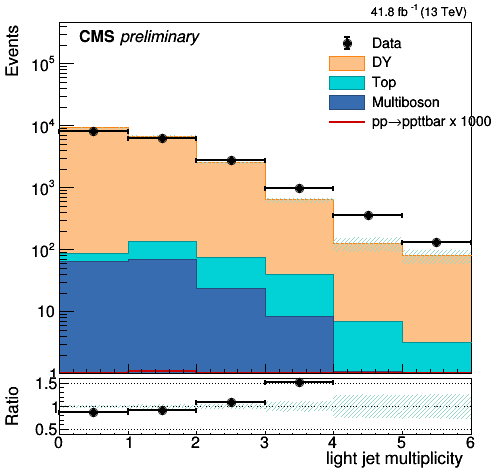 41.8 fb⁻¹ (13 TeV)
Events
CMS preliminary
Data
DY
Top
Multiboson
pp→ppttbar x 1000
10⁵
10⁴
10³
10²
10
1
Ratio
1.5
1
0.5
0 1 2 3 4 5 6
light jet multiplicity